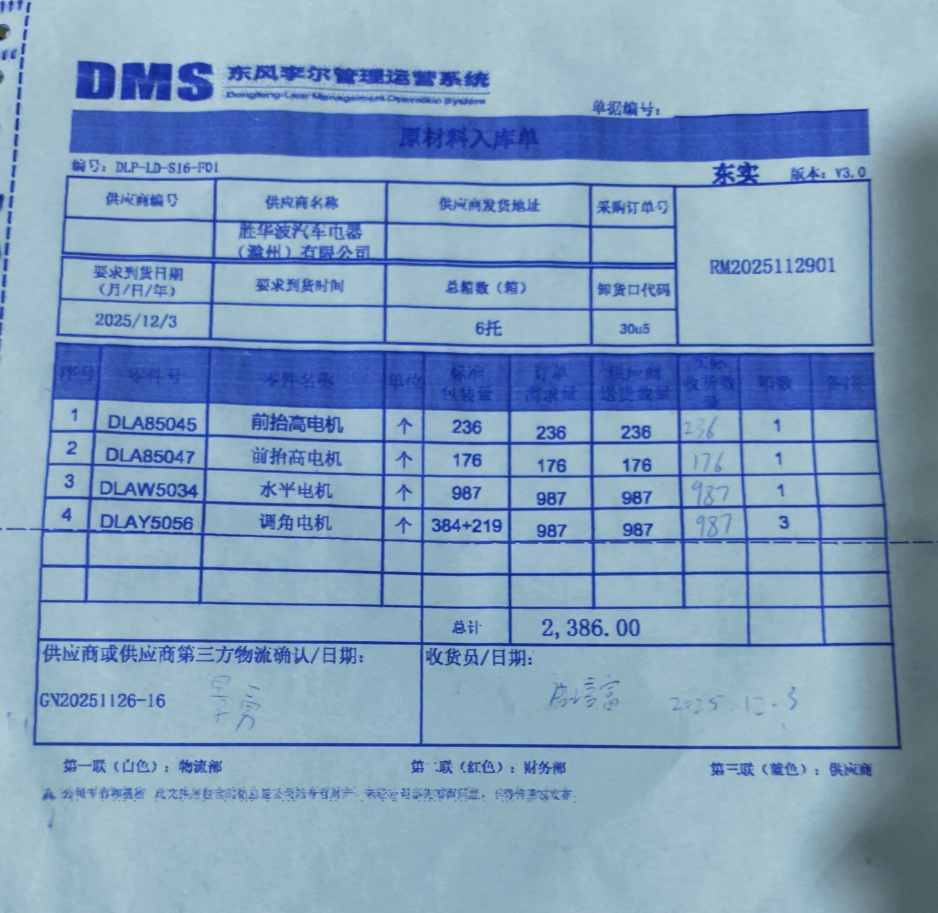 DMS 东风李尔管理运营系统
Dongfeng-Lear Management Operation System
单据编号：
原材料入库单
编号：DLP-LD-S16-F01 东实 版本：V3.0
供应商编号 供应商名称 供应商发货地址 采购订单号
胜华波汽车电器
（滁州）有限公司
RM2025112901
要求到货日期
（月/日/年） 要求到货时间 总箱数（箱） 卸货口代码
2025/12/3 6托 30u5
序号 零件号 零件名称 单位 标准包装量 订单需求量 供应商送货数量 实际收货数量 箱数 备注
1 DLA85045 前抬高电机 个 236 236 236 236 1
2 DLA85047 前抬高电机 个 176 176 176 176 1
3 DLAW5034 水平电机 个 987 987 987 987 1
4 DLAY5056 调角电机 个 384+219 987 987 987 3
总计 2,386.00
供应商或供应商第三方物流确认/日期： 收货员/日期：
GN20251126-16
2025.12.3
第一联（白色）：物流部 第二联（红色）：财务部 第三联（蓝色）：供应商